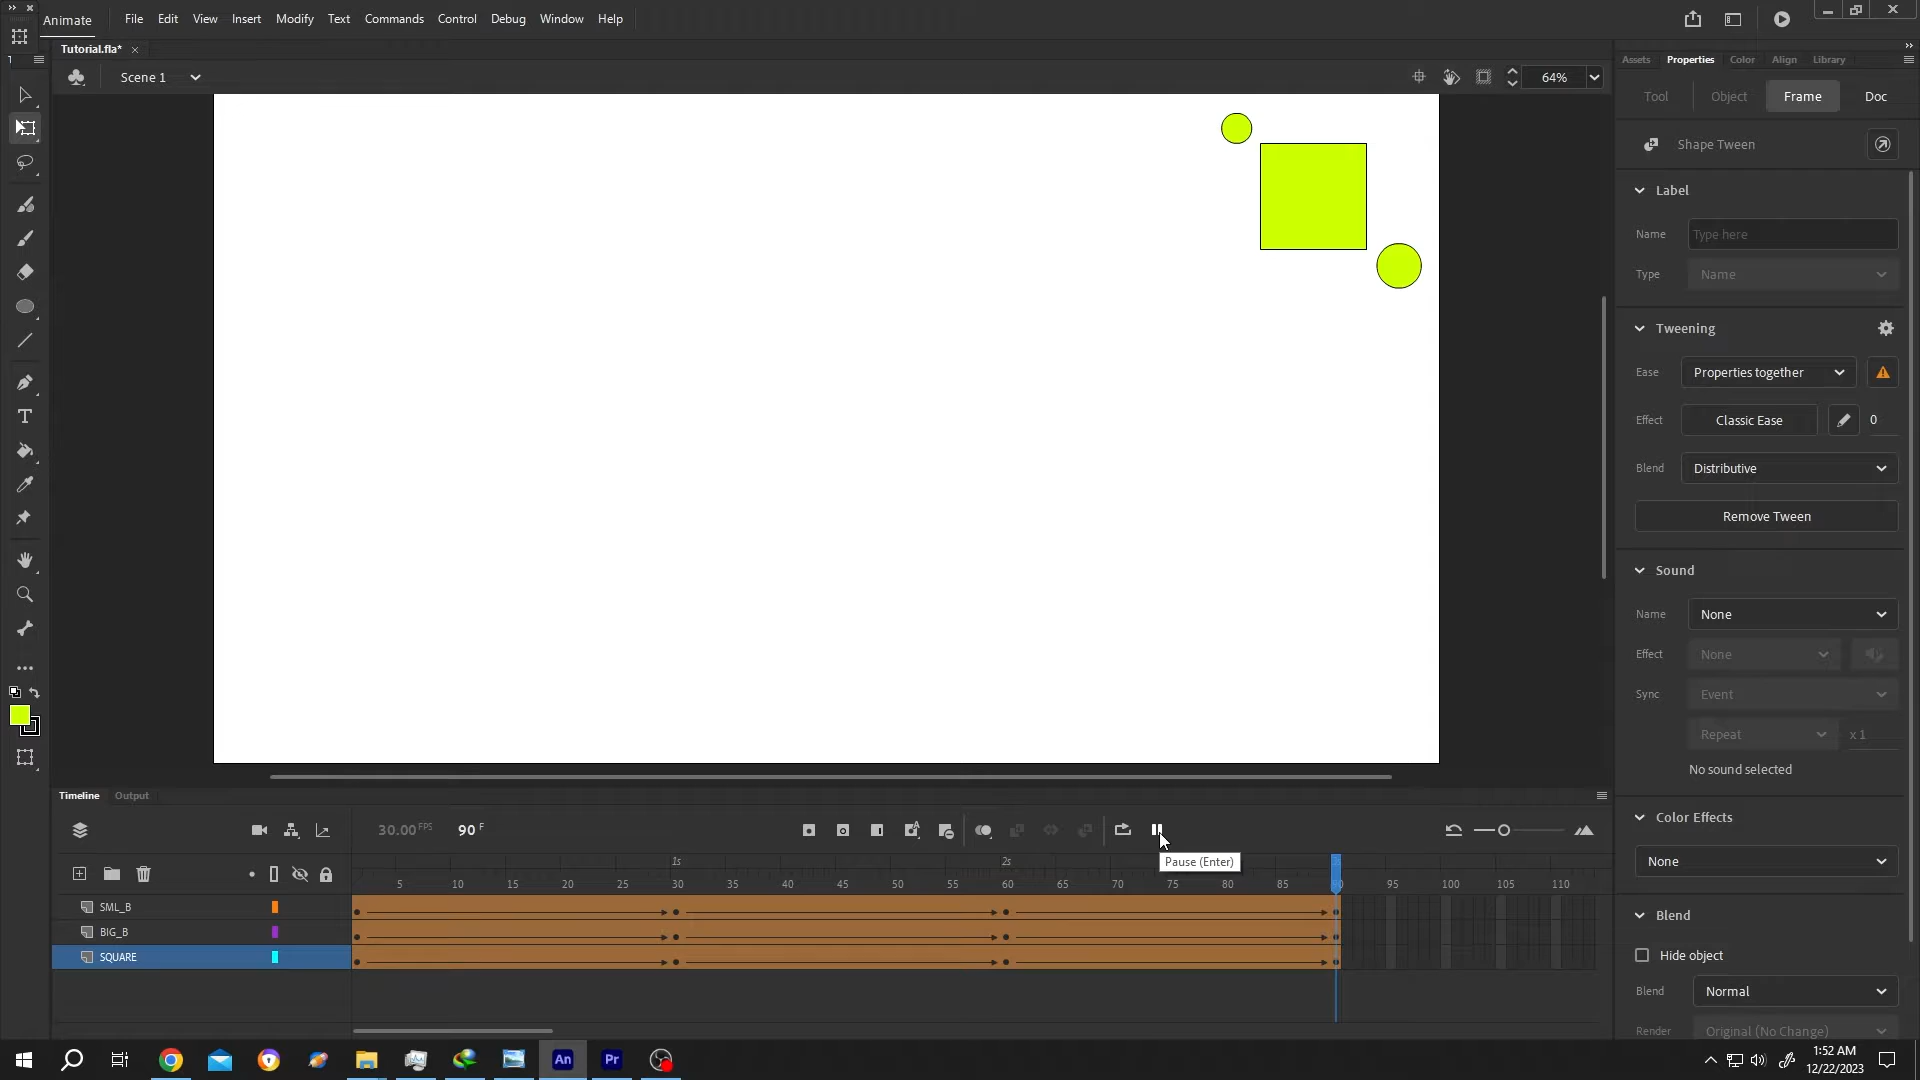 Animate File Edit View Insert Modify Text Commands Control Debug Window Help
Tutorial.fla*
Scene 1
64%
Assets Properties Color Align Library
Tool Object Frame Doc
Shape Tween
Label
Name Type here
Type Name
Tweening
Ease Properties together
Effect Classic Ease 0
Blend Distributive
Remove Tween
Sound
Name None
Effect None
Sync Event
Repeat x 1
No sound selected
Color Effects
None
Blend
Hide object
Blend Normal
Render Original (No Change)
Timeline Output
30.00 FPS 90 F
Pause (Enter)
1s 2s
5 10 15 20 25 30 35 40 45 50 55 60 65 70 75 80 85 90 95 100 105 110
SML_B
BIG_B
SQUARE
An Pr
1:52 AM
12/22/2023